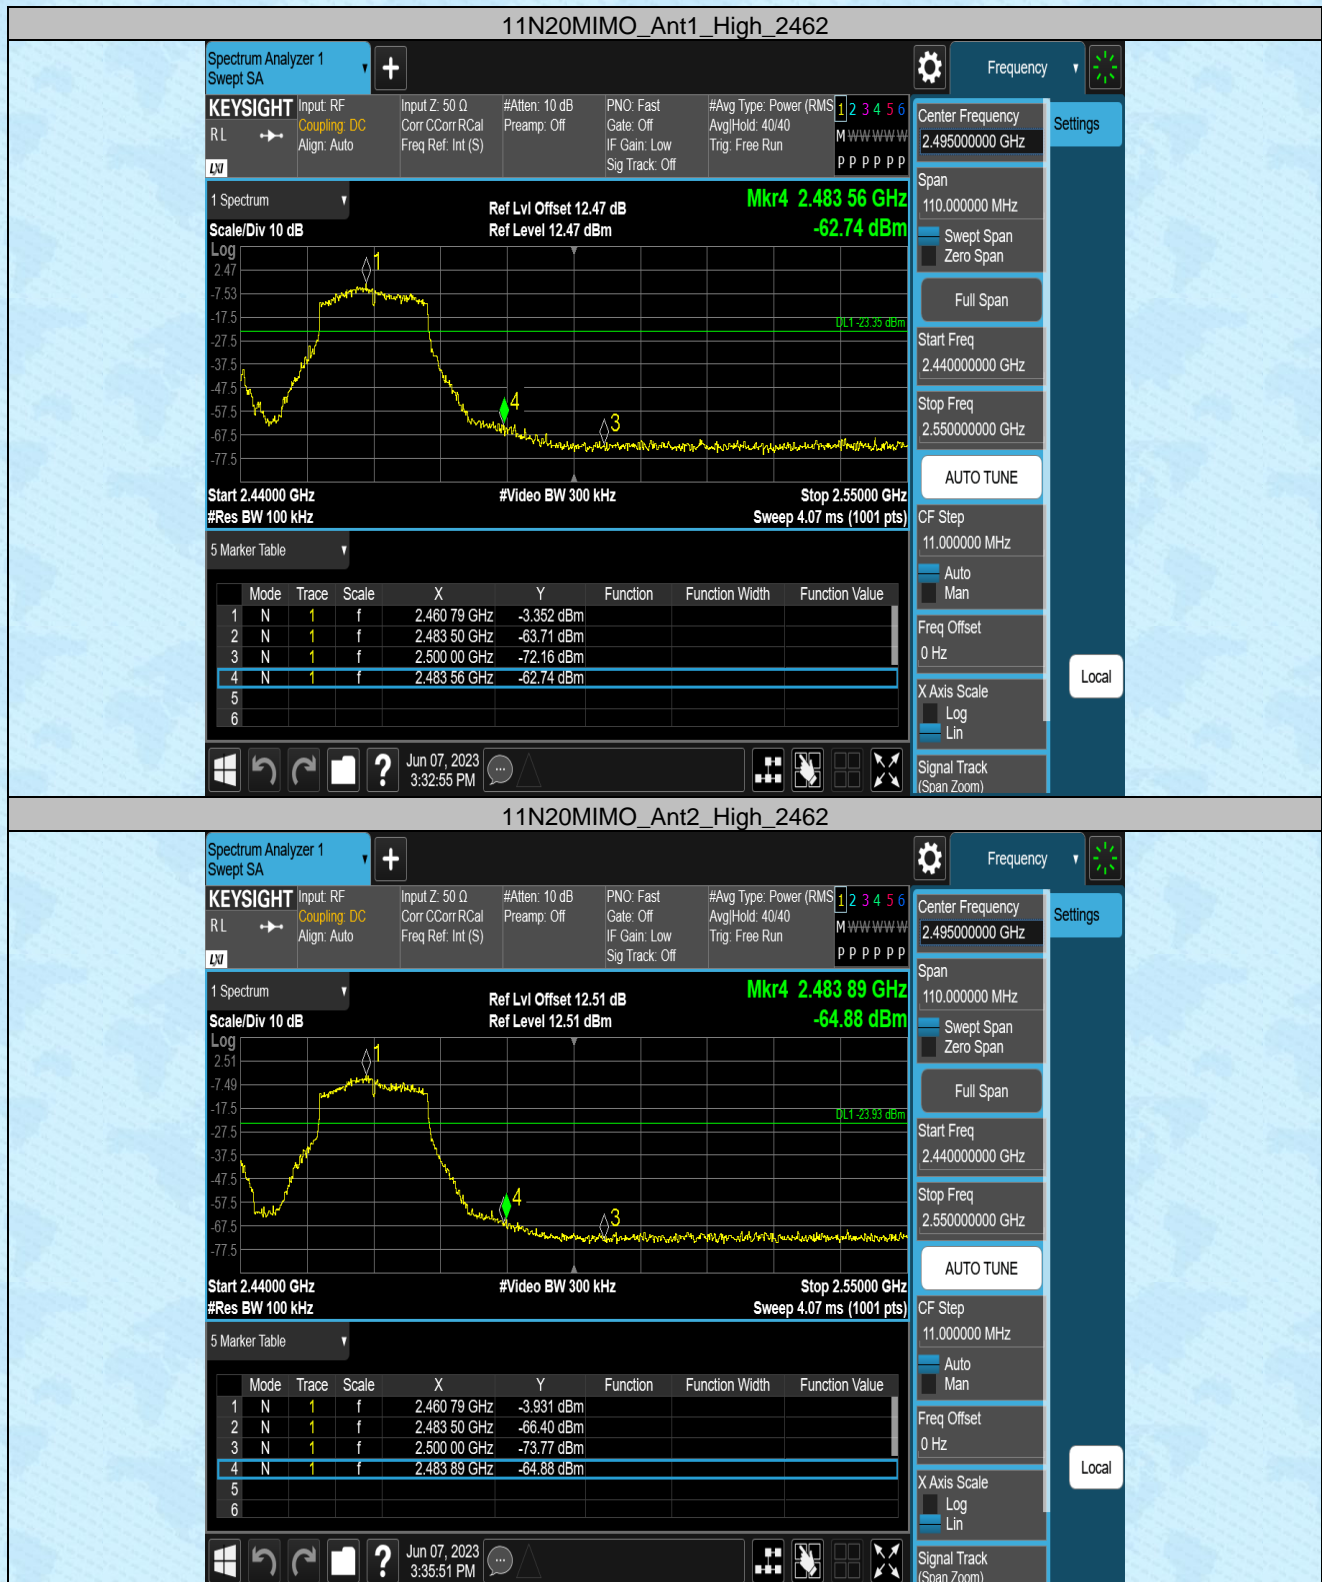 11N20MIMO_Ant1_High_2462
Spectrum Analyzer 1
Swept SA
Frequency
KEYSIGHT
RL
LXI
Input: RF
Coupling: DC
Align: Auto
Input Z: 50 Ω
Corr CCorr RCal
Freq Ref: Int (S)
#Atten: 10 dB
Preamp: Off
PNO: Fast
Gate: Off
IF Gain: Low
Sig Track: Off
#Avg Type: Power (RMS
Avg|Hold: 40/40
Trig: Free Run
1 2 3 4 5 6
M W W W W W
P P P P P P
Center Frequency
2.495000000 GHz
Settings
1 Spectrum
Scale/Div 10 dB
Ref Lvl Offset 12.47 dB
Ref Level 12.47 dBm
Mkr4 2.483 56 GHz
-62.74 dBm
Log
2.47
-7.53
-17.5
-27.5
-37.5
-47.5
-57.5
-67.5
-77.5
1
4
3
DL1 -23.35 dBm
Start 2.44000 GHz
#Res BW 100 kHz
#Video BW 300 kHz
Stop 2.55000 GHz
Sweep 4.07 ms (1001 pts)
Span
110.000000 MHz
Swept Span
Zero Span
Full Span
Start Freq
2.440000000 GHz
Stop Freq
2.550000000 GHz
AUTO TUNE
CF Step
11.000000 MHz
Auto
Man
Freq Offset
0 Hz
X Axis Scale
Log
Lin
Signal Track
(Span Zoom)
Local
5 Marker Table
Mode Trace Scale X Y Function Function Width Function Value
1 N 1 f 2.460 79 GHz -3.352 dBm
2 N 1 f 2.483 50 GHz -63.71 dBm
3 N 1 f 2.500 00 GHz -72.16 dBm
4 N 1 f 2.483 56 GHz -62.74 dBm
5
6
?
Jun 07, 2023
3:32:55 PM
11N20MIMO_Ant2_High_2462
Spectrum Analyzer 1
Swept SA
Frequency
KEYSIGHT
RL
LXI
Input: RF
Coupling: DC
Align: Auto
Input Z: 50 Ω
Corr CCorr RCal
Freq Ref: Int (S)
#Atten: 10 dB
Preamp: Off
PNO: Fast
Gate: Off
IF Gain: Low
Sig Track: Off
#Avg Type: Power (RMS
Avg|Hold: 40/40
Trig: Free Run
1 2 3 4 5 6
M W W W W W
P P P P P P
Center Frequency
2.495000000 GHz
Settings
1 Spectrum
Scale/Div 10 dB
Ref Lvl Offset 12.51 dB
Ref Level 12.51 dBm
Mkr4 2.483 89 GHz
-64.88 dBm
Log
2.51
-7.49
-17.5
-27.5
-37.5
-47.5
-57.5
-67.5
-77.5
1
4
3
DL1 -23.93 dBm
Start 2.44000 GHz
#Res BW 100 kHz
#Video BW 300 kHz
Stop 2.55000 GHz
Sweep 4.07 ms (1001 pts)
Span
110.000000 MHz
Swept Span
Zero Span
Full Span
Start Freq
2.440000000 GHz
Stop Freq
2.550000000 GHz
AUTO TUNE
CF Step
11.000000 MHz
Auto
Man
Freq Offset
0 Hz
X Axis Scale
Log
Lin
Signal Track
(Span Zoom)
Local
5 Marker Table
Mode Trace Scale X Y Function Function Width Function Value
1 N 1 f 2.460 79 GHz -3.931 dBm
2 N 1 f 2.483 50 GHz -66.40 dBm
3 N 1 f 2.500 00 GHz -73.77 dBm
4 N 1 f 2.483 89 GHz -64.88 dBm
5
6
?
Jun 07, 2023
3:35:51 PM